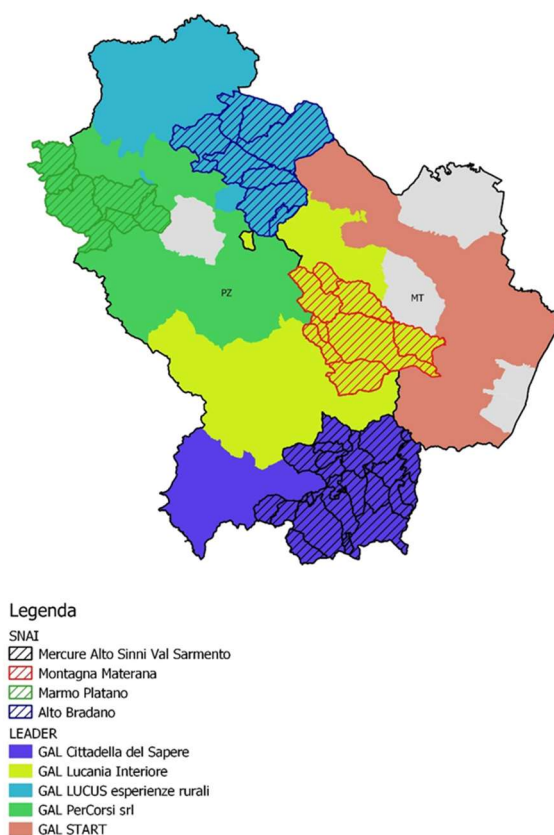 PZ
MT
Legenda
SNAI
Mercure Alto Sinni Val Sarmento
Montagna Materana
Marmo Platano
Alto Bradano
LEADER
GAL Cittadella del Sapere
GAL Lucania Interiore
GAL LUCUS esperienze rurali
GAL PerCorsi srl
GAL START